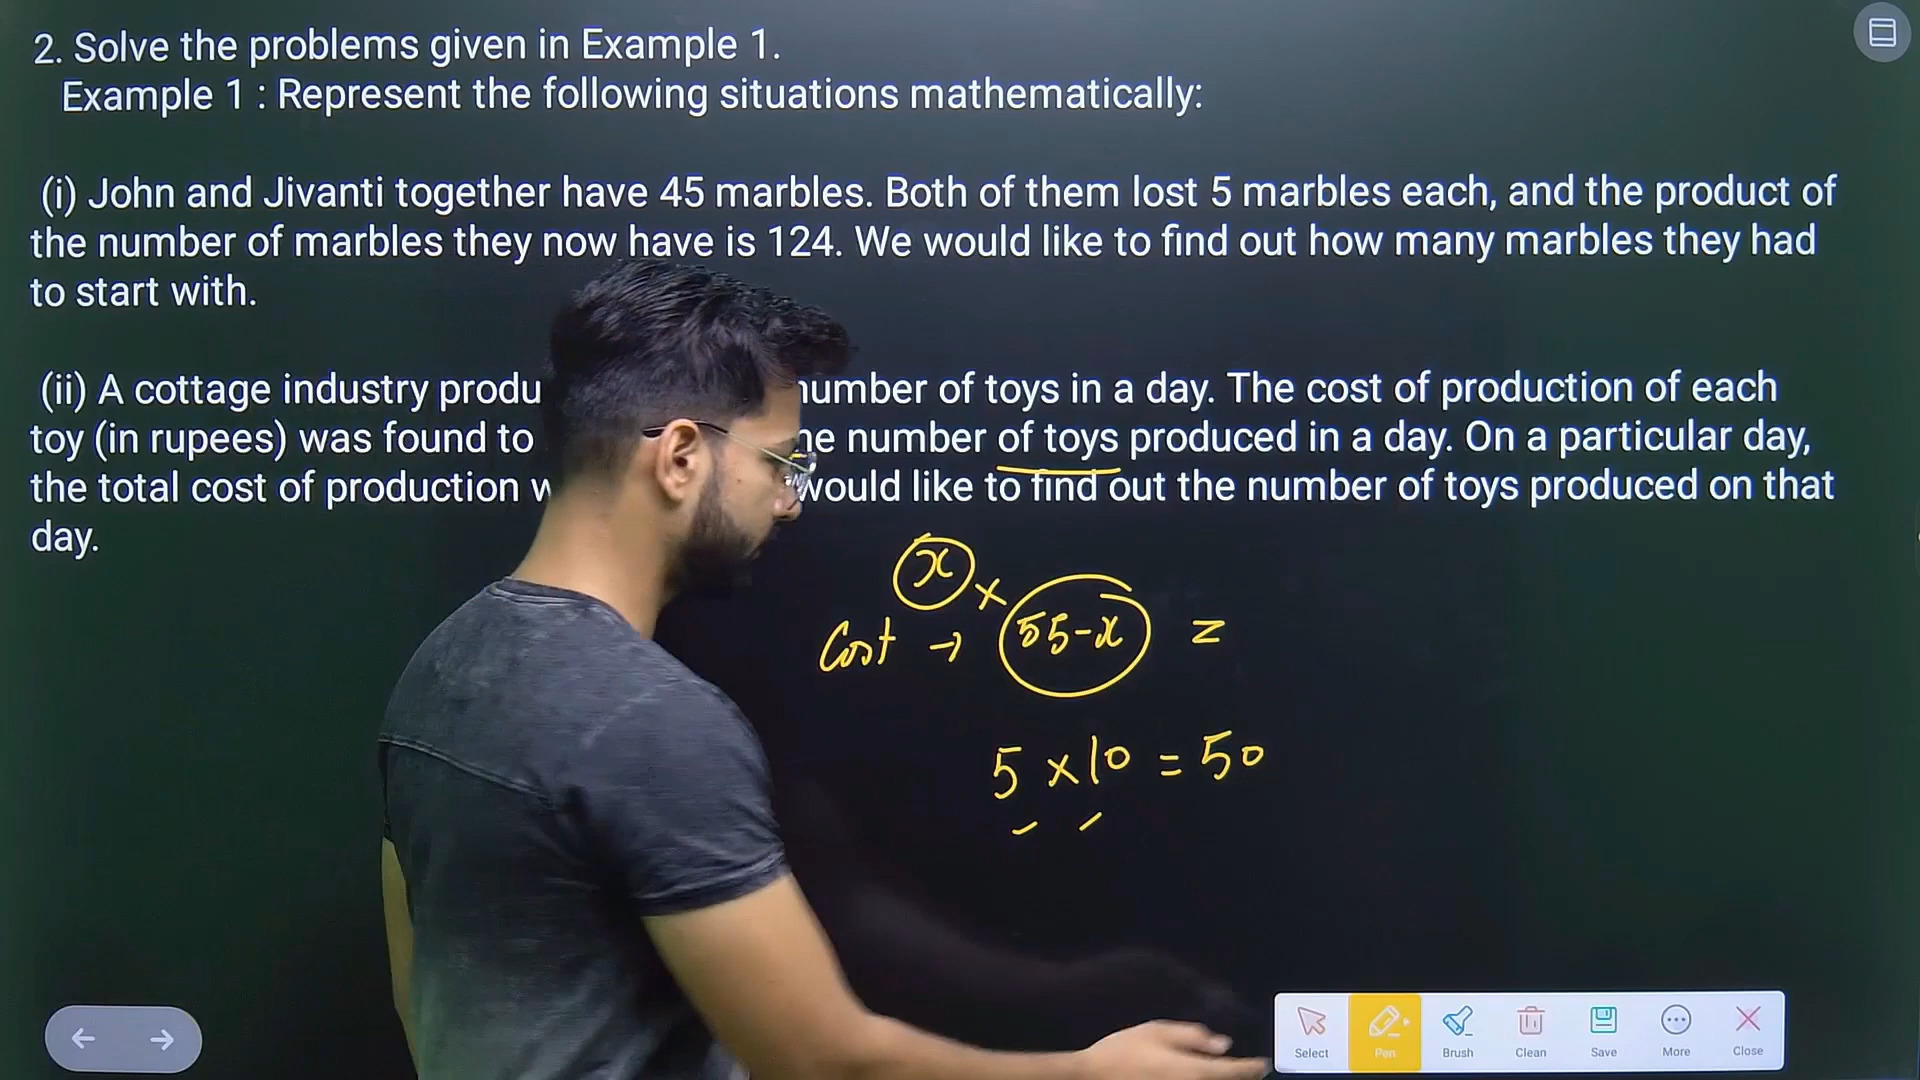 2. Solve the problems given in Example 1.
Example 1 : Represent the following situations mathematically:
(i) John and Jivanti together have 45 marbles. Both of them lost 5 marbles each, and the product of
the number of marbles they now have is 124. We would like to find out how many marbles they had
to start with.
(ii) A cottage industry produ number of toys in a day. The cost of production of each
toy (in rupees) was found to number of toys produced in a day. On a particular day,
the total cost of production would like to find out the number of toys produced on that
day.
x ×
Cost → 55-x =
5 × 10 = 50
Select Pen Brush Clean Save More Close